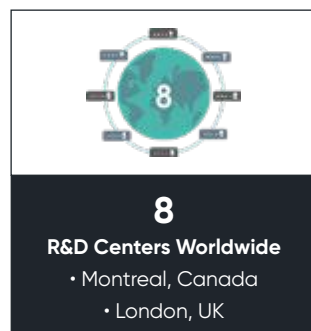 8
8
R&D Centers Worldwide
• Montreal, Canada
• London, UK